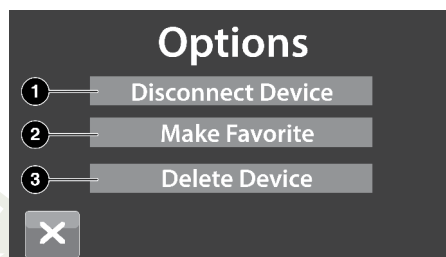 Options
1 Disconnect Device
2 Make Favorite
3 Delete Device